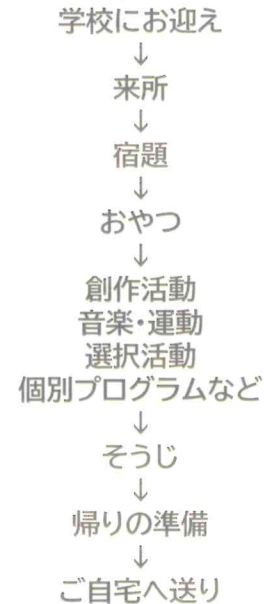 学校にお迎え
↓
来所
↓
宿題
↓
おやつ
↓
創作活動
音楽・運動
選択活動
個別プログラムなど
↓
そうじ
↓
帰りの準備
↓
ご自宅へ送り